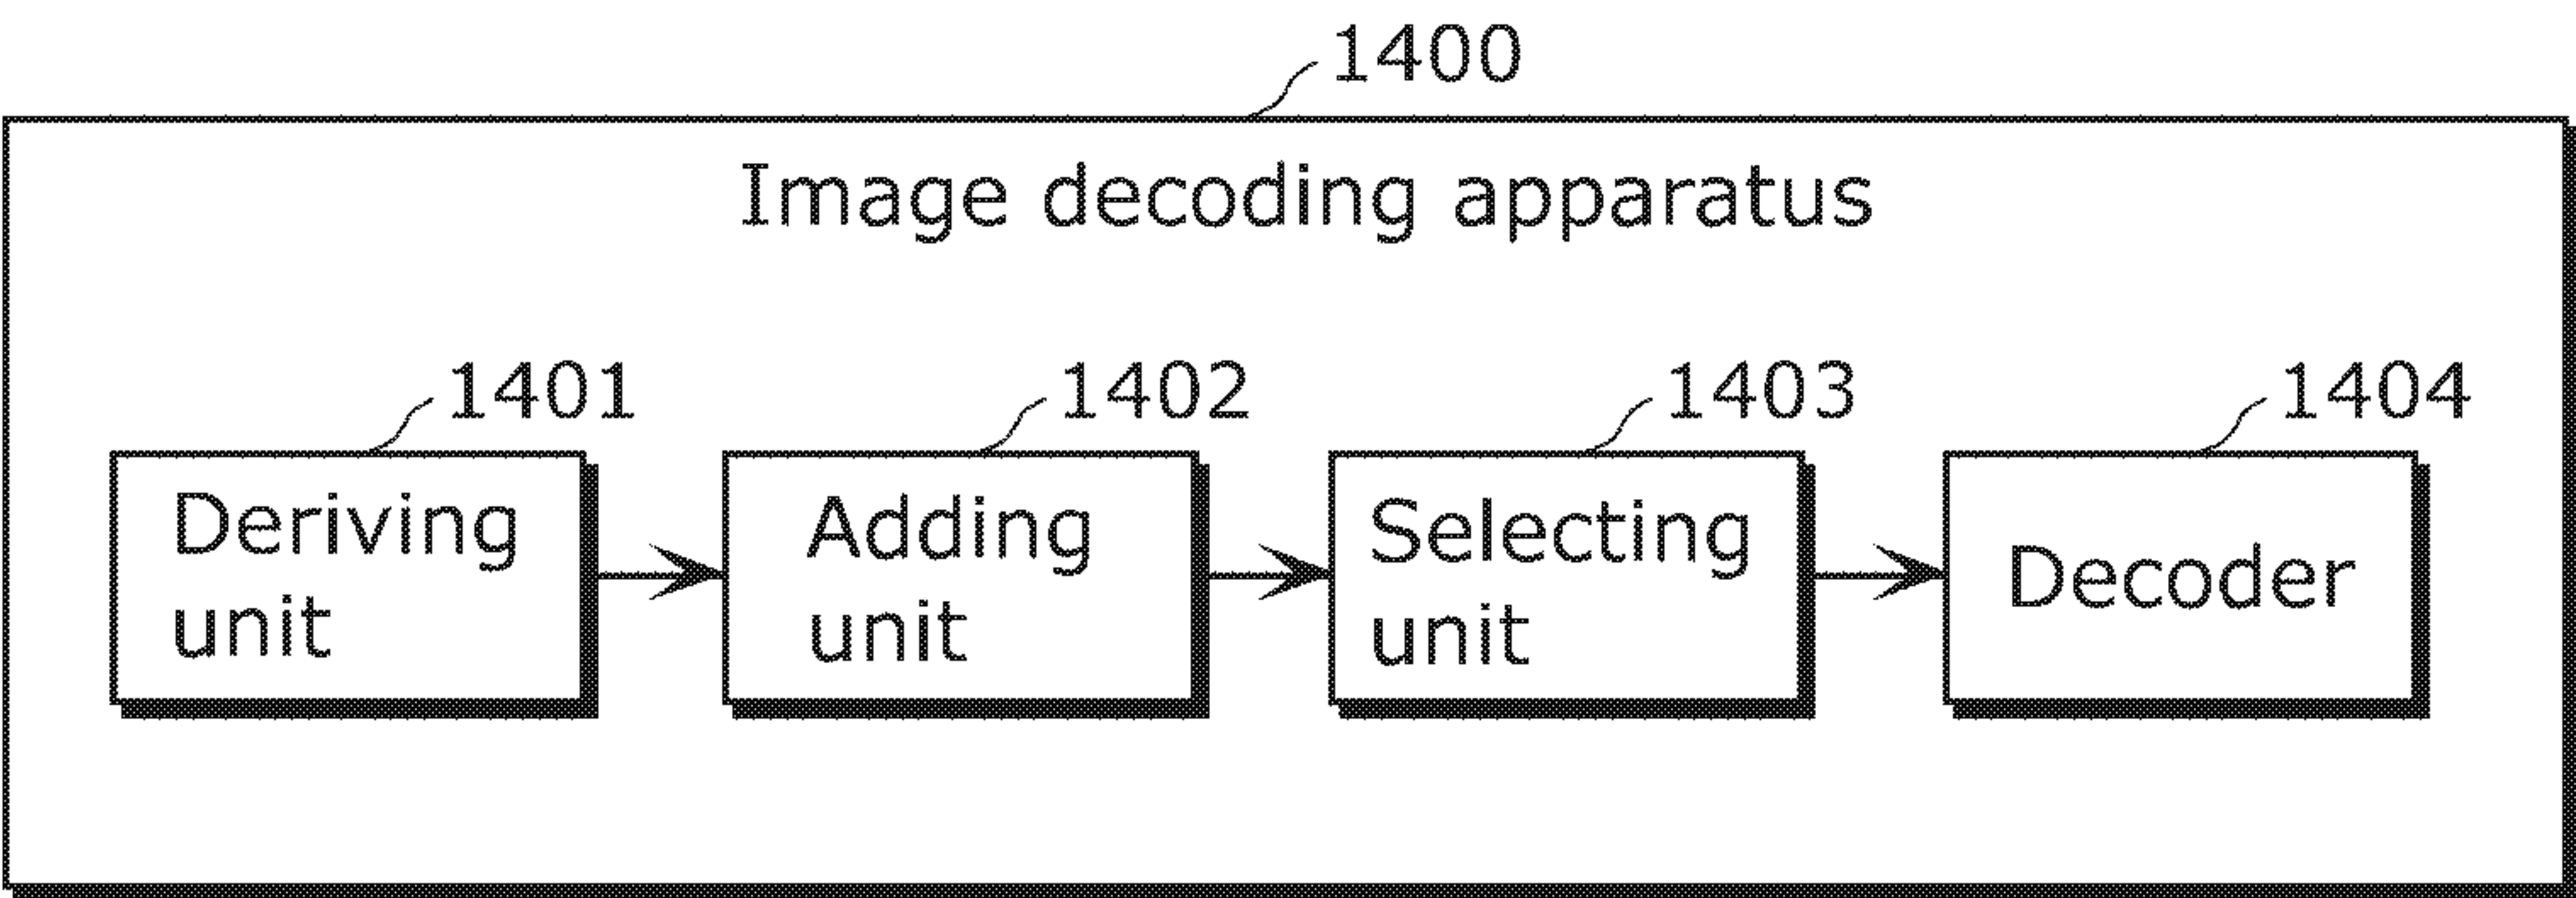 1400
Image decoding apparatus
1401
1402
1403
1404
Deriving
unit
Adding
unit
Selecting
unit
Decoder